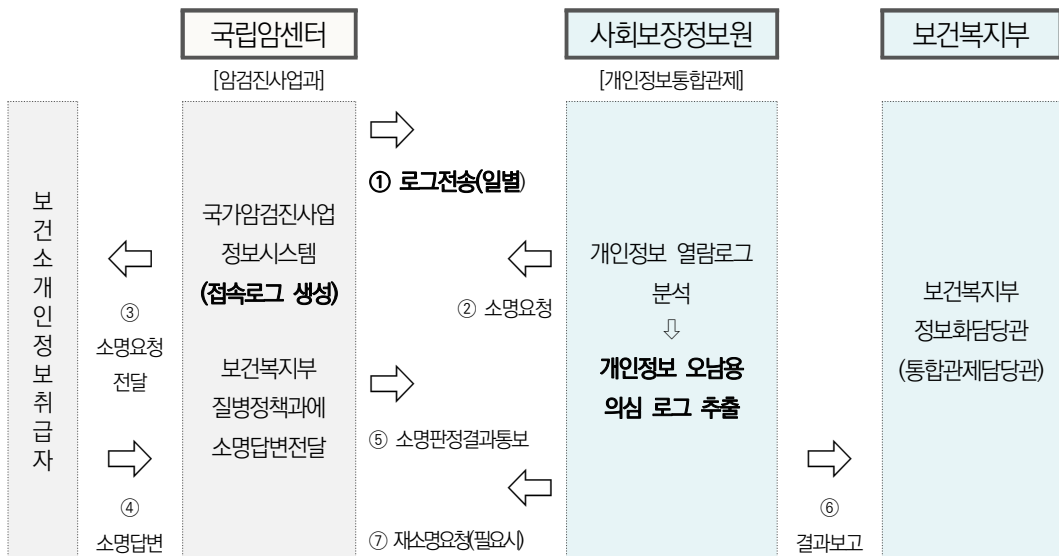 국립암센터
[암검진사업과]
사회보장정보원
[개인정보통합관제]
보건복지부
보건소개인정보취급자
③
소명요청
전달
④
소명답변
국가암검진사업
정보시스템
(접속로그 생성)
보건복지부
질병정책과에
소명답변전달
① 로그전송(일별)
② 소명요청
⑤ 소명판정결과통보
⑦ 재소명요청(필요시)
개인정보 열람로그
분석
개인정보 오남용
의심 로그 추출
⑥
결과보고
보건복지부
정보화담당관
(통합관제담당관)